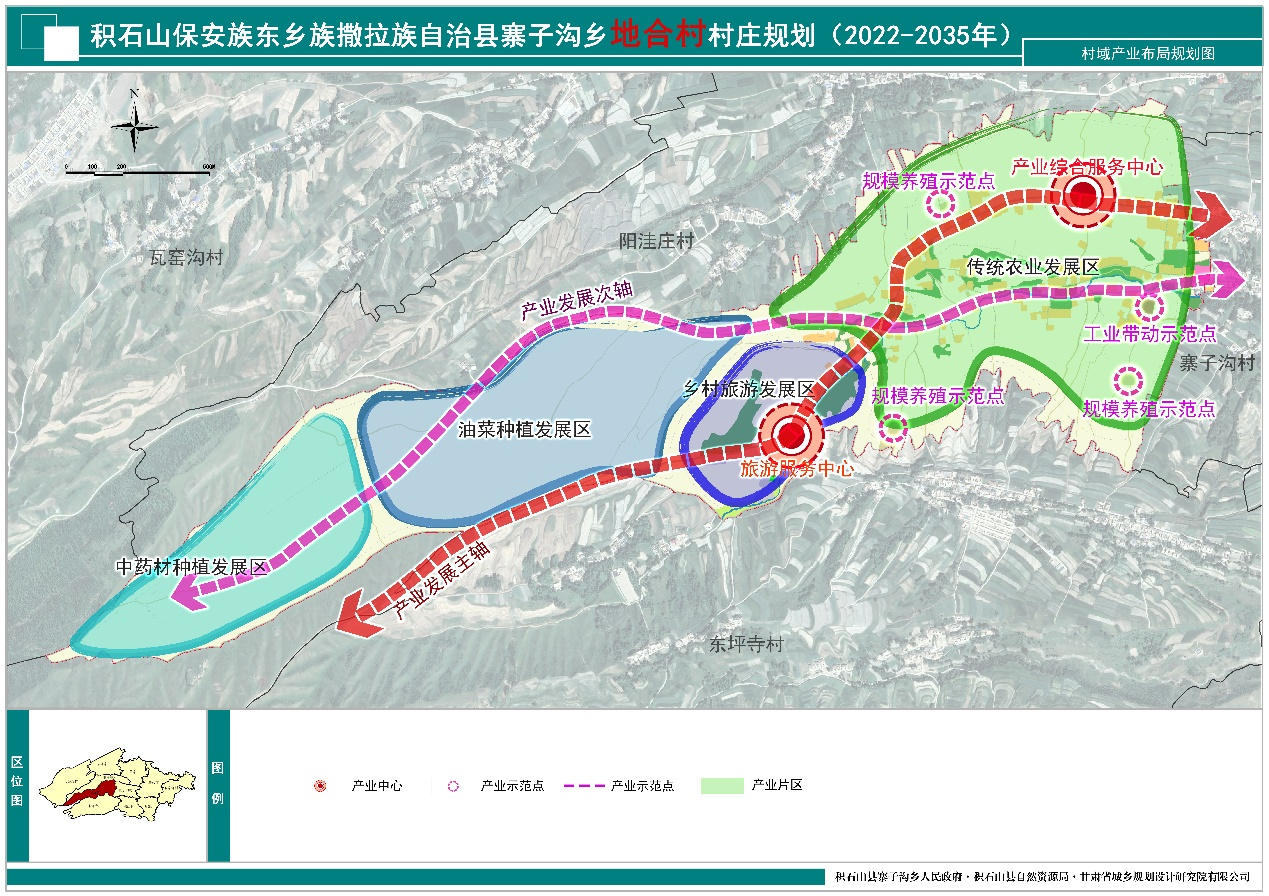 积石山保安族东乡族撒拉族自治县寨子沟乡地合村村庄规划（2022-2035年）
村域产业布局规划图
N
0 100 200 600M
产业综合服务中心
规模养殖示范点
瓦窑沟村
阳洼庄村
传统农业发展区
产业发展次轴
工业带动示范点
寨子沟村
乡村旅游发展区
规模养殖示范点
规模养殖示范点
油菜种植发展区
旅游服务中心
中药材种植发展区
产业发展主轴
东坪寺村
区位图
图例
产业中心
产业示范点
产业示范点
产业片区
积石山县寨子沟乡人民政府·积石山县自然资源局·甘肃省城乡规划设计研究院有限公司